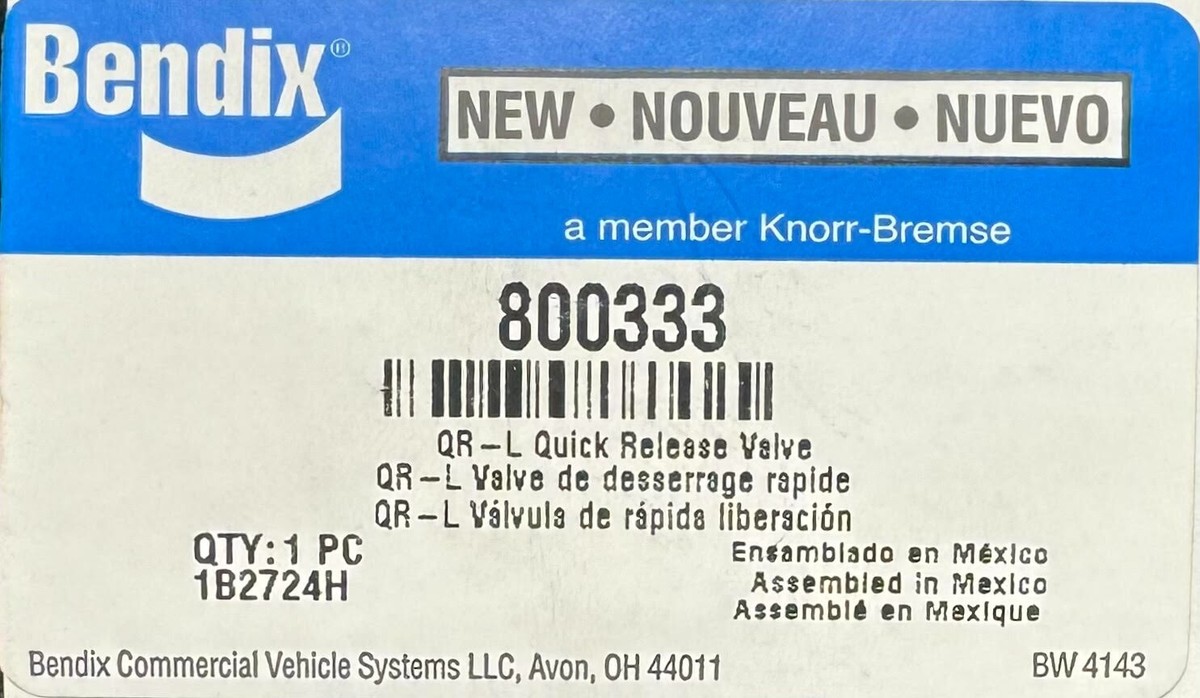 Bendix®
NEW • NOUVEAU • NUEVO
a member Knorr-Bremse
800333
QR-L Quick Release Valve
QR-L Valve de desserrage rapide
QR-L Válvula de rápida liberación
QTY: 1 PC
1B2724H
Ensamblado en México
Assembled in Mexico
Assemblé en Mexique
Bendix Commercial Vehicle Systems LLC, Avon, OH 44011
BW 4143